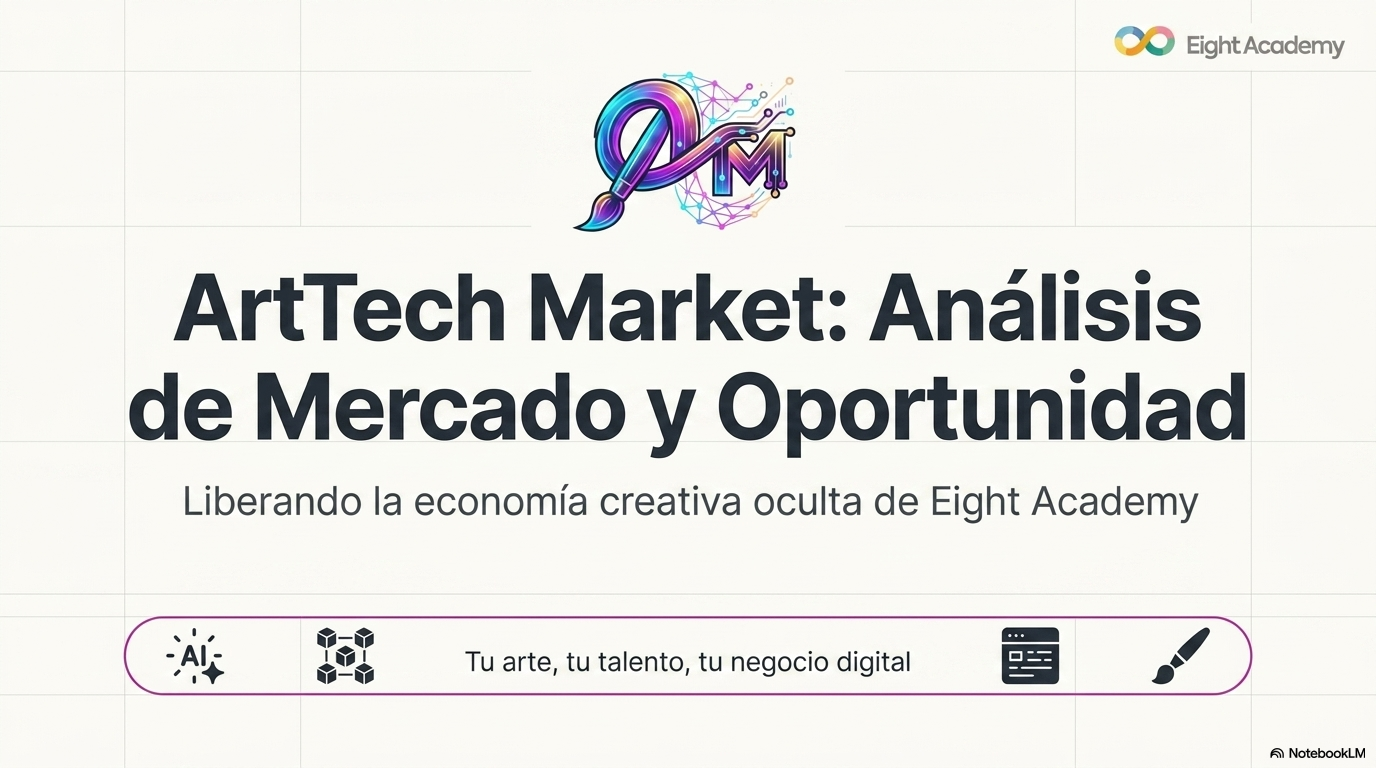 Eight Academy
AM
ArtTech Market: Análisis
de Mercado y Oportunidad
Liberando la economía creativa oculta de Eight Academy
AI
Tu arte, tu talento, tu negocio digital
NotebookLM